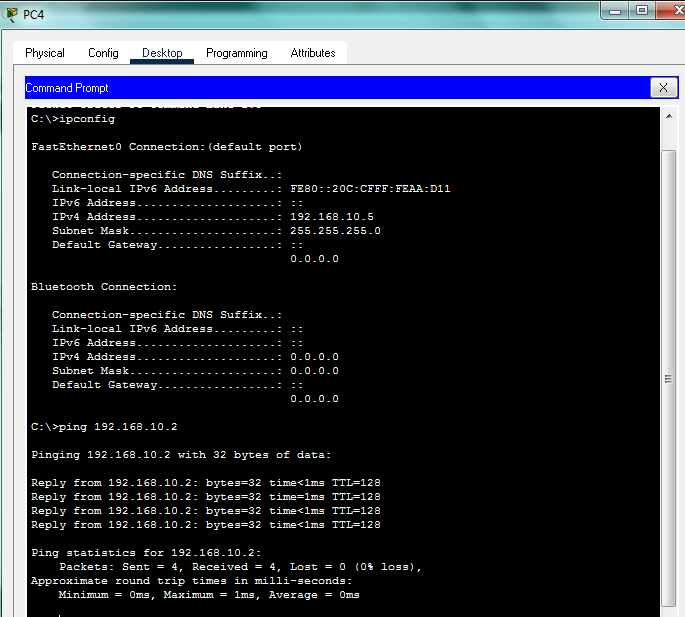 PC4
Physical Config Desktop Programming Attributes
Command Prompt X
C:\>ipconfig
FastEthernet0 Connection:(default port)
Connection-specific DNS Suffix..:
Link-local IPv6 Address.........: FE80::20C:CFFF:FEAA:D11
IPv6 Address....................: ::
IPv4 Address....................: 192.168.10.5
Subnet Mask.....................: 255.255.255.0
Default Gateway.................: ::
0.0.0.0
Bluetooth Connection:
Connection-specific DNS Suffix..:
Link-local IPv6 Address.........: ::
IPv6 Address....................: ::
IPv4 Address....................: 0.0.0.0
Subnet Mask.....................: 0.0.0.0
Default Gateway.................: ::
0.0.0.0
C:\>ping 192.168.10.2
Pinging 192.168.10.2 with 32 bytes of data:
Reply from 192.168.10.2: bytes=32 time<1ms TTL=128
Reply from 192.168.10.2: bytes=32 time=1ms TTL=128
Reply from 192.168.10.2: bytes=32 time<1ms TTL=128
Reply from 192.168.10.2: bytes=32 time<1ms TTL=128
Ping statistics for 192.168.10.2:
Packets: Sent = 4, Received = 4, Lost = 0 (0% loss),
Approximate round trip times in milli-seconds:
Minimum = 0ms, Maximum = 1ms, Average = 0ms